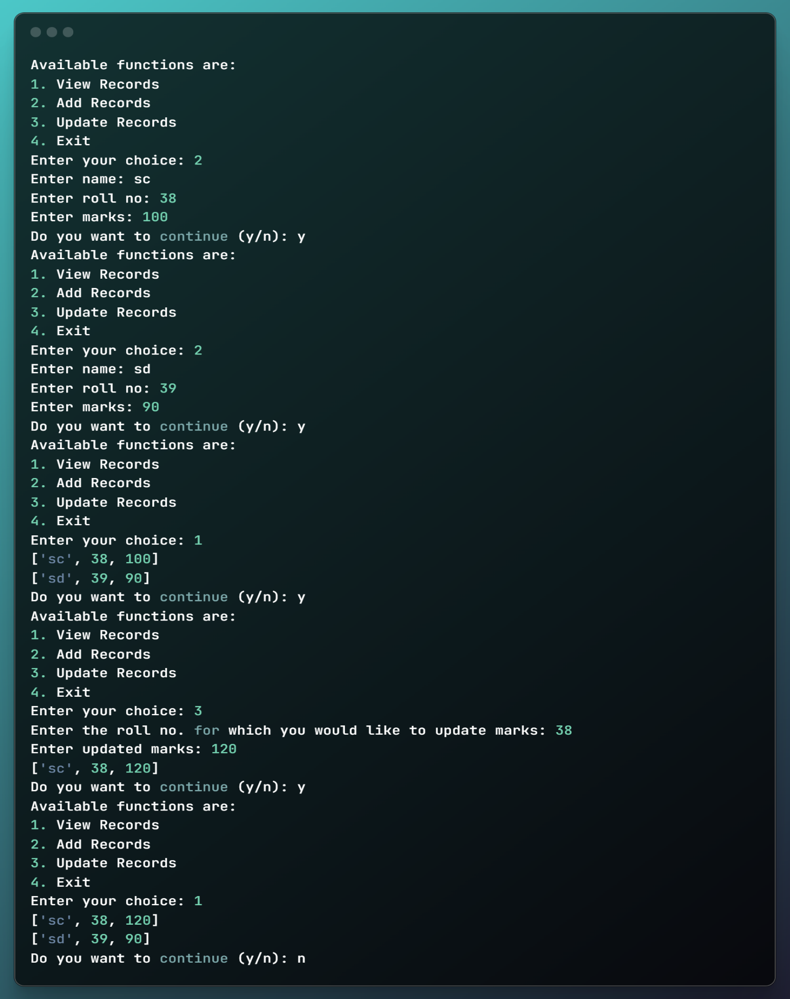 Available functions are:
1. View Records
2. Add Records
3. Update Records
4. Exit
Enter your choice: 2
Enter name: sc
Enter roll no: 38
Enter marks: 100
Do you want to continue (y/n): y
Available functions are:
1. View Records
2. Add Records
3. Update Records
4. Exit
Enter your choice: 2
Enter name: sd
Enter roll no: 39
Enter marks: 90
Do you want to continue (y/n): y
Available functions are:
1. View Records
2. Add Records
3. Update Records
4. Exit
Enter your choice: 1
['sc', 38, 100]
['sd', 39, 90]
Do you want to continue (y/n): y
Available functions are:
1. View Records
2. Add Records
3. Update Records
4. Exit
Enter your choice: 3
Enter the roll no. for which you would like to update marks: 38
Enter updated marks: 120
['sc', 38, 120]
Do you want to continue (y/n): y
Available functions are:
1. View Records
2. Add Records
3. Update Records
4. Exit
Enter your choice: 1
['sc', 38, 120]
['sd', 39, 90]
Do you want to continue (y/n): n